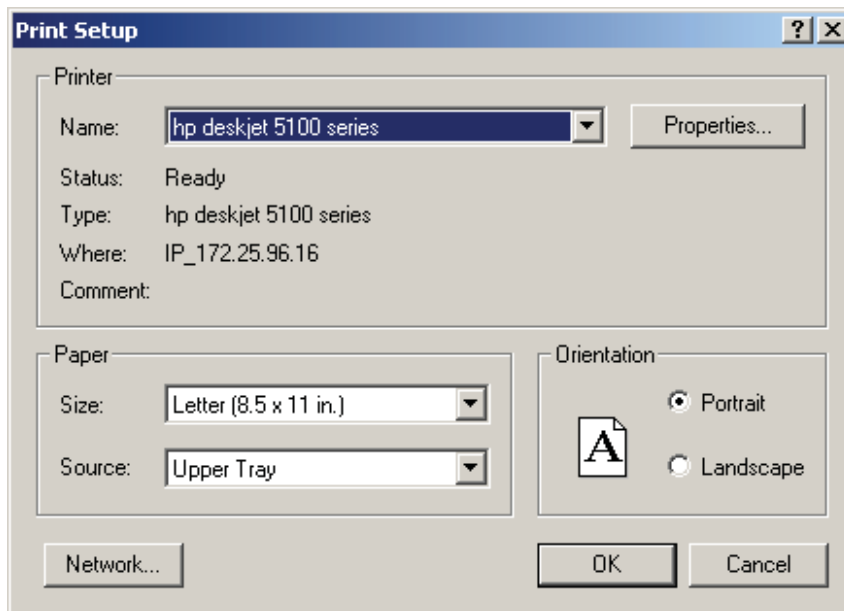 Print Setup
Printer
Name: hp deskjet 5100 series Properties...
Status: Ready
Type: hp deskjet 5100 series
Where: IP_172.25.96.16
Comment:
Paper
Size: Letter (8.5 x 11 in.)
Source: Upper Tray
Orientation
A
Portrait
Landscape
Network... OK Cancel